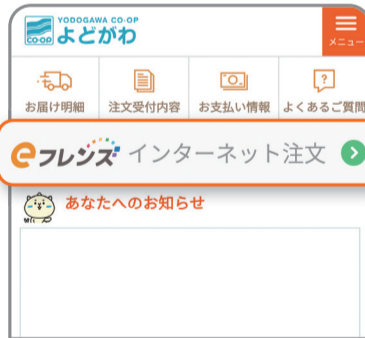 YODOGAWA CO-OP
CO・OP よどがわ
メニュー
お届け明細 注文受付内容 お支払い情報 よくあるご質問
eフレンズ インターネット注文
あなたへのお知らせ